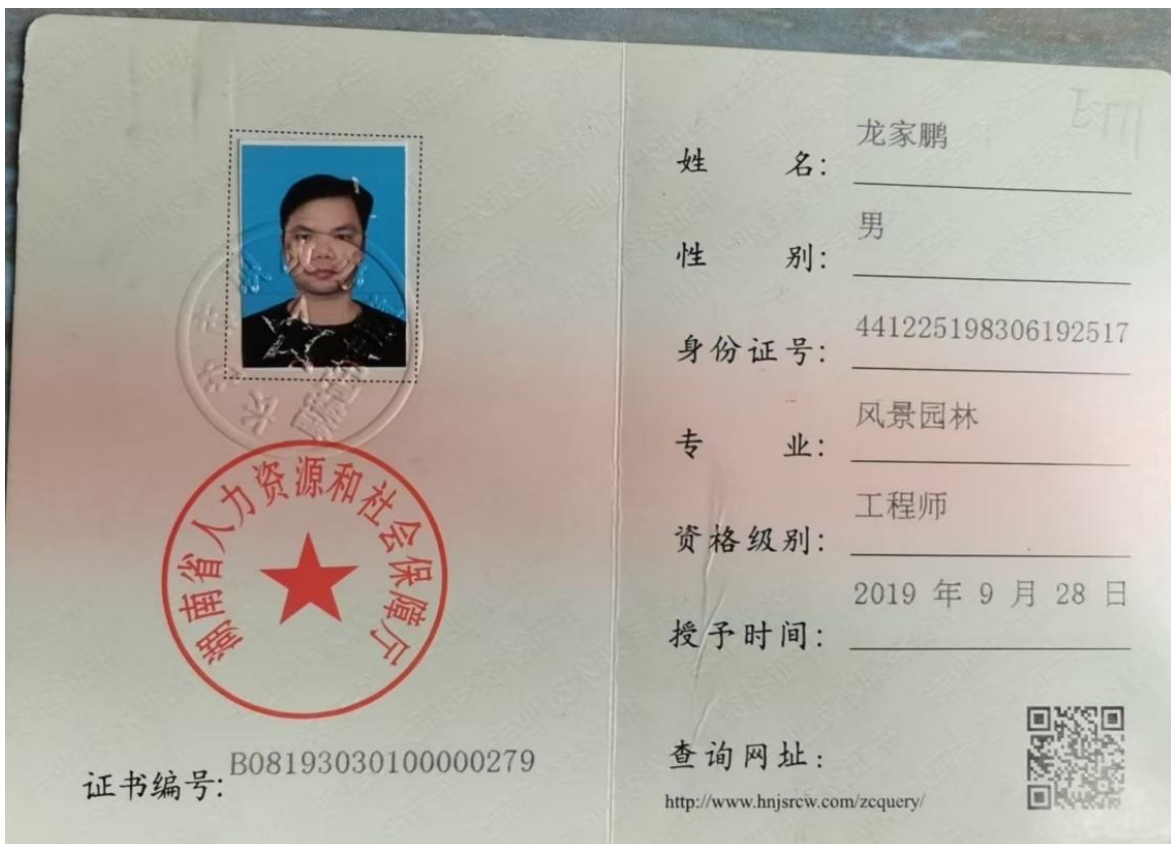 湖南省人力资源和社会保障厅
证书编号: B08193030100000279
姓 名: 龙家鹏
性 别: 男
身份证号: 441225198306192517
专 业: 风景园林
资格级别: 工程师
授予时间: 2019 年 9 月 28 日
查询网址:
http://www.hnjsrcw.com/zcquery/